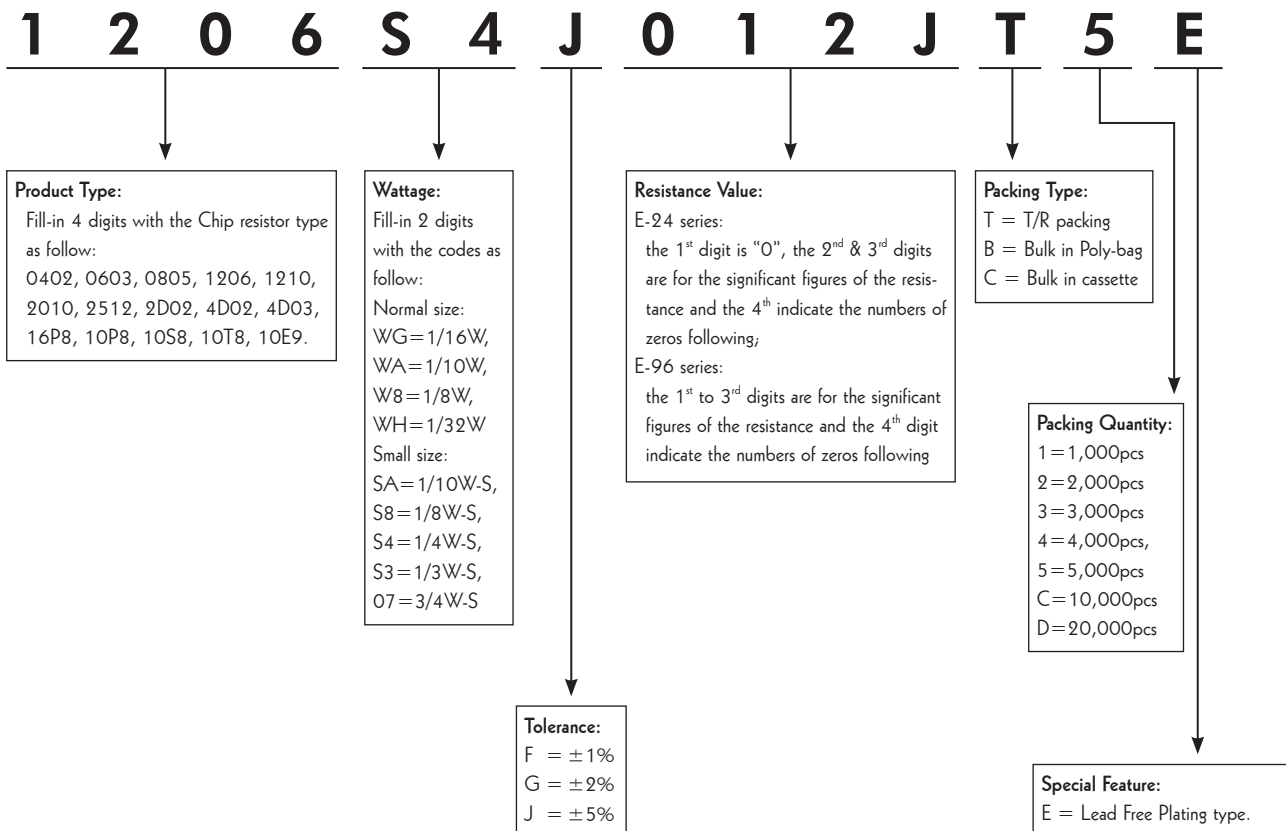 1 2 0 6 S 4 J 0 1 2 J T 5 E
Product Type:
Fill-in 4 digits with the Chip resistor type
as follow:
0402, 0603, 0805, 1206, 1210,
2010, 2512, 2D02, 4D02, 4D03,
16P8, 10P8, 10S8, 10T8, 10E9.
Wattage:
Fill-in 2 digits
with the codes as
follow:
Normal size:
WG=1/16W,
WA=1/10W,
W8=1/8W,
WH=1/32W
Small size:
SA=1/10W-S,
S8=1/8W-S,
S4=1/4W-S,
S3=1/3W-S,
07=3/4W-S
Tolerance:
F = ±1%
G = ±2%
J = ±5%
Resistance Value:
E-24 series:
the 1st digit is “0”, the 2nd & 3rd digits
are for the significant figures of the resis-
tance and the 4th indicate the numbers of
zeros following;
E-96 series:
the 1st to 3rd digits are for the significant
figures of the resistance and the 4th digit
indicate the numbers of zeros following
Packing Type:
T = T/R packing
B = Bulk in Poly-bag
C = Bulk in cassette
Packing Quantity:
1=1,000pcs
2=2,000pcs
3=3,000pcs
4=4,000pcs,
5=5,000pcs
C=10,000pcs
D=20,000pcs
Special Feature:
E = Lead Free Plating type.